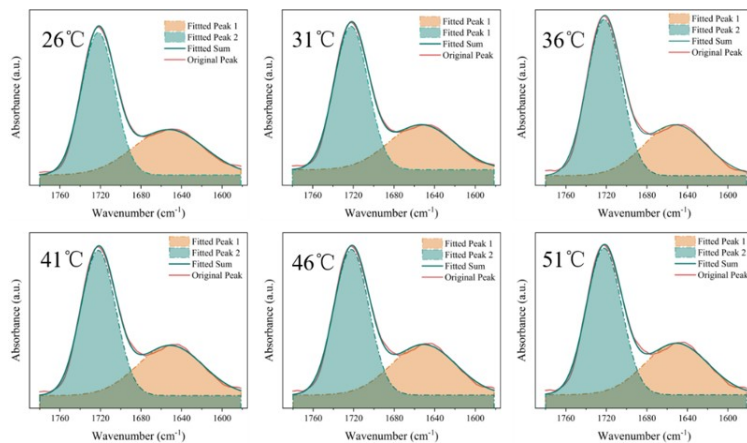 26℃
Fittted Peak 1
Fitted Peak 2
Fittted Sum
Original Peak
Absorbance (a.u.)
1760 1720 1680 1640 1600
Wavenumber (cm-1)
31℃
Fitted Peak 1
Fitted Peak 1
Fitted Sum
Original Peak
Absorbance (a.u.)
1760 1720 1680 1640 1600
Wavenumber (cm-1)
36℃
Fitted Peak 1
Fitted Peak 2
Fitted Sum
Original Peak
Absorbance (a.u.)
1760 1720 1680 1640 1600
Wavenumber (cm-1)
41℃
Fitted Peak 1
Fitted Peak 2
Fitted Sum
Original Peak
Absorbance (a.u.)
1760 1720 1680 1640 1600
Wavenumber (cm-1)
46℃
Fitted Peak 1
Fitted Peak 2
Fitted Sum
Original Peak
Absorbance (a.u.)
1760 1720 1680 1640 1600
Wavenumber (cm-1)
51℃
Fitted Peak 1
Fitted Peak 2
Fitted Sum
Original Peak
Absorbance (a.u.)
1760 1720 1680 1640 1600
Wavenumber (cm-1)